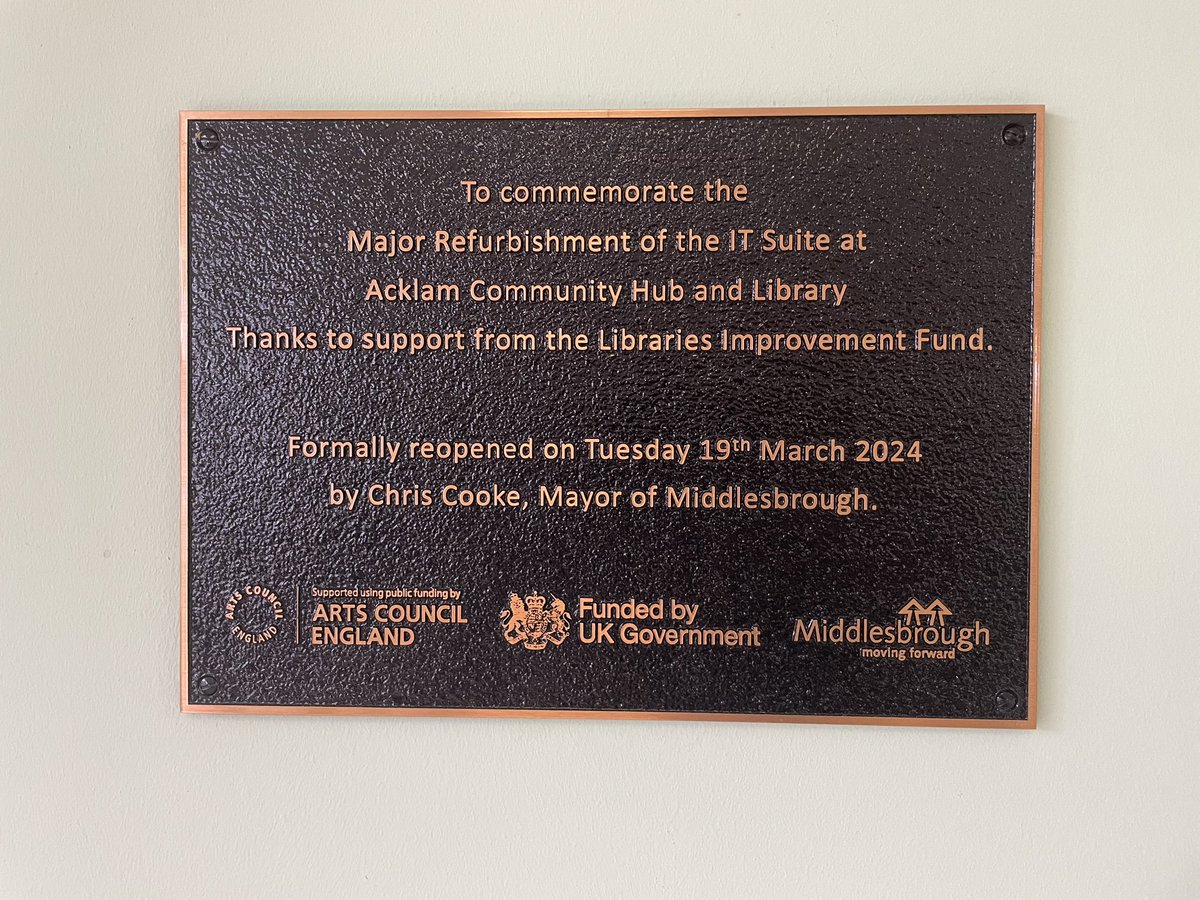 To commemorate the
Major Refurbishment of the IT Suite at
Acklam Community Hub and Library
Thanks to support from the Libraries Improvement Fund.
Formally reopened on Tuesday 19th March 2024
by Chris Cooke, Mayor of Middlesbrough.
ARTS COUNCIL
ENGLAND
Supported using public funding by
ARTS COUNCIL
ENGLAND
Funded by
UK Government
Middlesbrough
moving forward